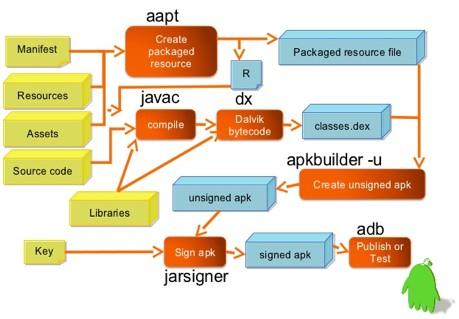 aapt
Manifest
Create
packaged
resource
Packaged resource file
R
Resources
javac
dx
Assets
compile
Dalvik
bytecode
classes.dex
Source code
apkbuilder -u
Create unsigned apk
unsigned apk
Libraries
adb
Key
Sign apk
signed apk
Publish or
Test
jarsigner